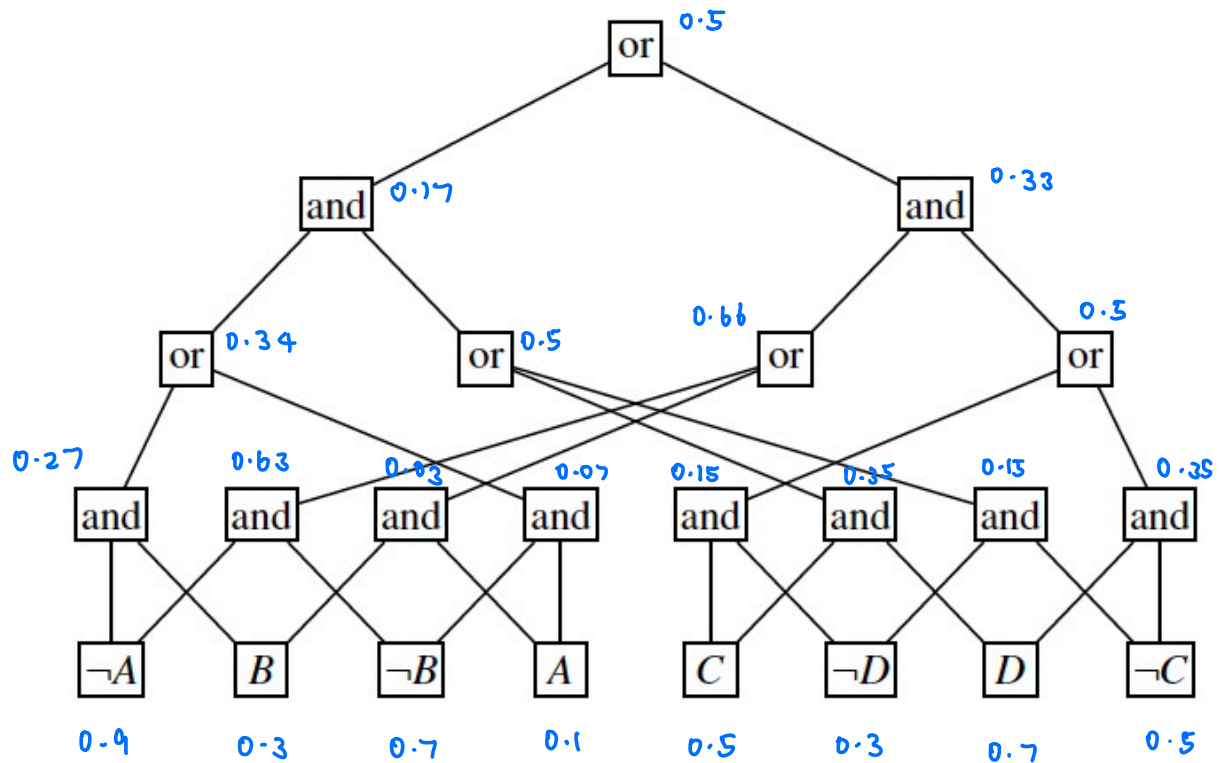 or 0.5
and 0.17 and 0.33
or 0.34 or 0.5 0.66 or or 0.5
0.27 0.63 0.03 0.07 0.15 0.35 0.15 0.35
and and and and and and and and
¬A B ¬B A C ¬D D ¬C
0.9 0.3 0.7 0.1 0.5 0.3 0.7 0.5